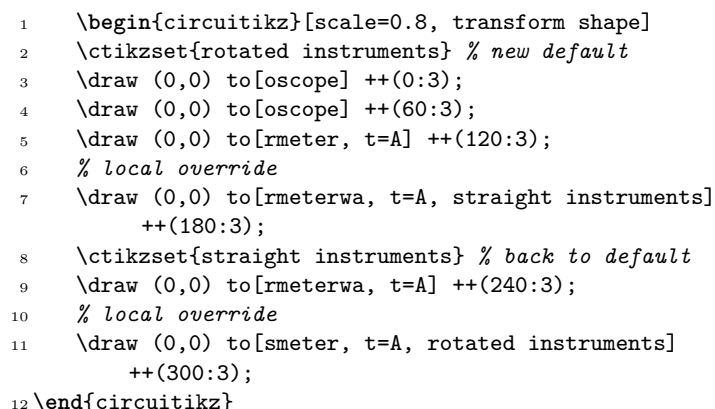 1 \begin{circuitikz}[scale=0.8, transform shape]
2 \ctikzset{rotated instruments} % new default
3 \draw (0,0) to[oscope] ++(0:3);
4 \draw (0,0) to[oscope] ++(60:3);
5 \draw (0,0) to[rmeter, t=A] ++(120:3);
6 % local override
7 \draw (0,0) to[rmeterwa, t=A, straight instruments]
++(180:3);
8 \ctikzset{straight instruments} % back to default
9 \draw (0,0) to[rmeterwa, t=A] ++(240:3);
10 % local override
11 \draw (0,0) to[smeter, t=A, rotated instruments]
++(300:3);
12 \end{circuitikz}